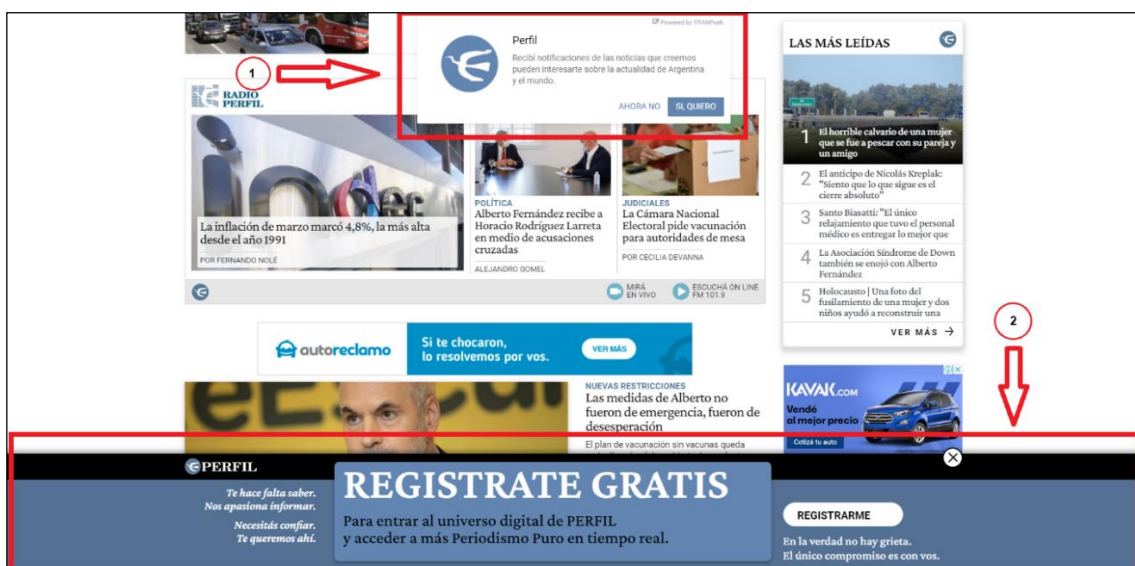 Powered by TITANPush
Perfil
Recibí notificaciones de las noticias que creemos
pueden interesarte sobre la actualidad de Argentina
y el mundo.
AHORA NO
SI, QUIERO
1
RADIO
PERFIL
La inflación de marzo marcó 4,8%, la más alta
desde el año 1991
POR FERNANDO NOLÉ
POLÍTICA
Alberto Fernández recibe a
Horacio Rodríguez Larreta
en medio de acusaciones
cruzadas
ALEJANDRO GOMEL
JUDICIALES
La Cámara Nacional
Electoral pide vacunación
para autoridades de mesa
POR CECILIA DEVANNA
MIRÁ
EN VIVO
ESCUCHÁ ON LINE
FM 101.9
LAS MÁS LEÍDAS
1 El horrible calvario de una mujer
que se fue a pescar con su pareja y
un amigo
2 El anticipo de Nicolás Kreplak:
"Siento que lo que sigue es el
cierre absoluto"
3 Santo Biasatti: "El único
relajamiento que tuvo el personal
médico es entregar lo mejor que
4 La Asociación Síndrome de Down
también se enojó con Alberto
Fernández
5 Holocausto | Una foto del
fusilamiento de una mujer y dos
niños ayudó a reconstruir una
VER MÁS →
2
autoreclamo
Si te chocaron,
lo resolvemos por vos.
VER MÁS
NUEVAS RESTRICCIONES
Las medidas de Alberto no
fueron de emergencia, fueron de
desesperación
El plan de vacunación sin vacunas queda
KAVAK.COM
Vendé
al mejor precio
Cotizá tu auto
PERFIL
Te hace falta saber.
Nos apasiona informar.
Necesitás confiar.
Te queremos ahí.
REGISTRATE GRATIS
Para entrar al universo digital de PERFIL
y acceder a más Periodismo Puro en tiempo real.
REGISTRARME
En la verdad no hay grieta.
El único compromiso es con vos.